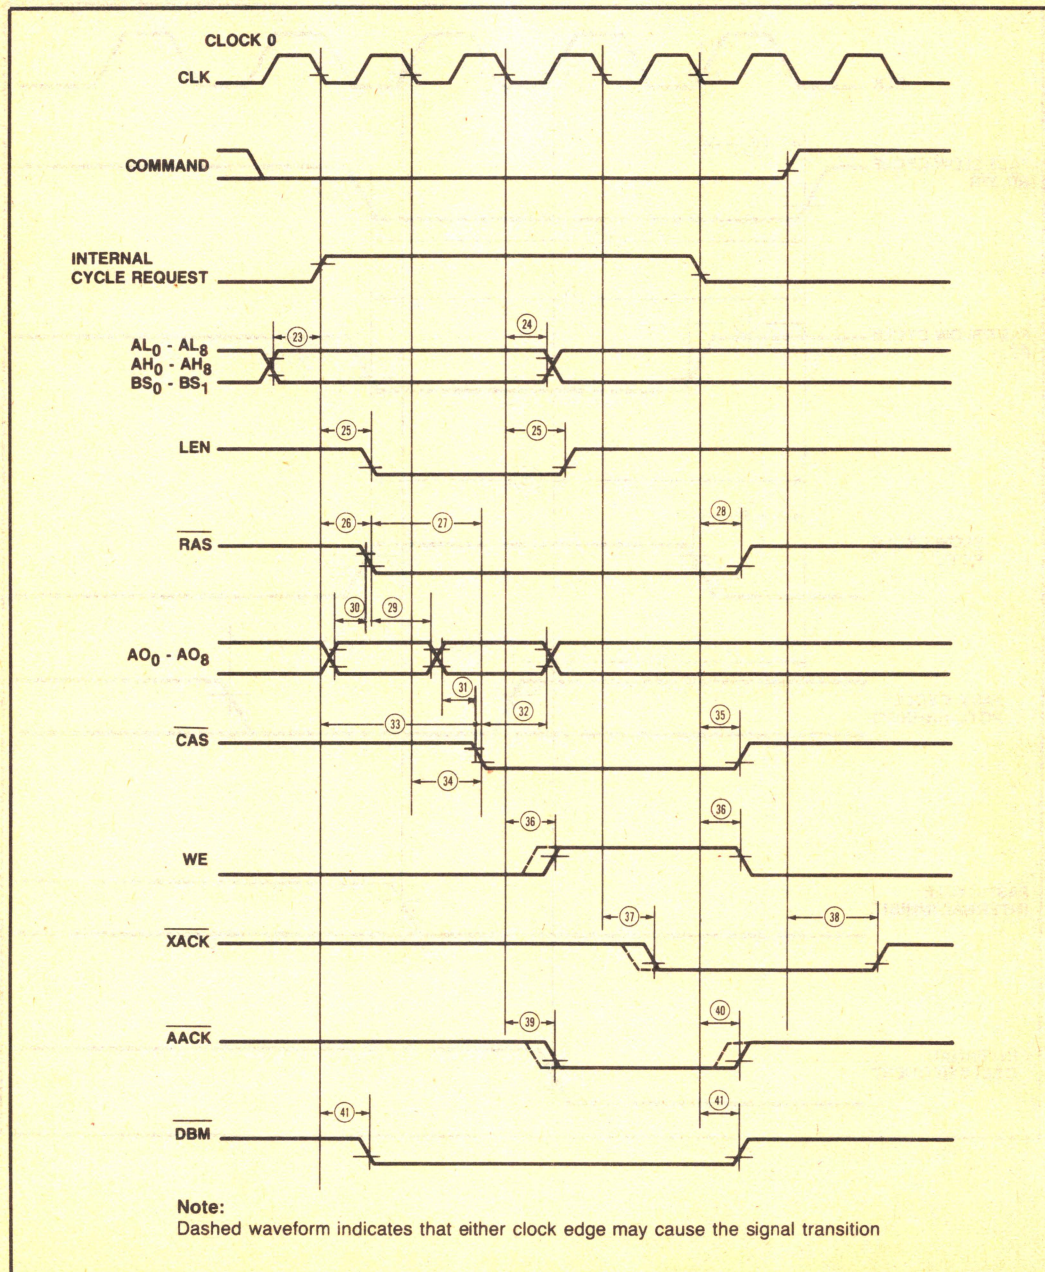 CLOCK 0
CLK
COMMAND
INTERNAL
CYCLE REQUEST
23
24
AL0 - AL8
AH0 - AH8
BS0 - BS1
25
25
LEN
26
27
28
RAS
30
29
AO0 - AO8
31
32
33
35
CAS
34
36
36
WE
37
38
XACK
39
40
AACK
41
41
DBM
Note:
Dashed waveform indicates that either clock edge may cause the signal transition